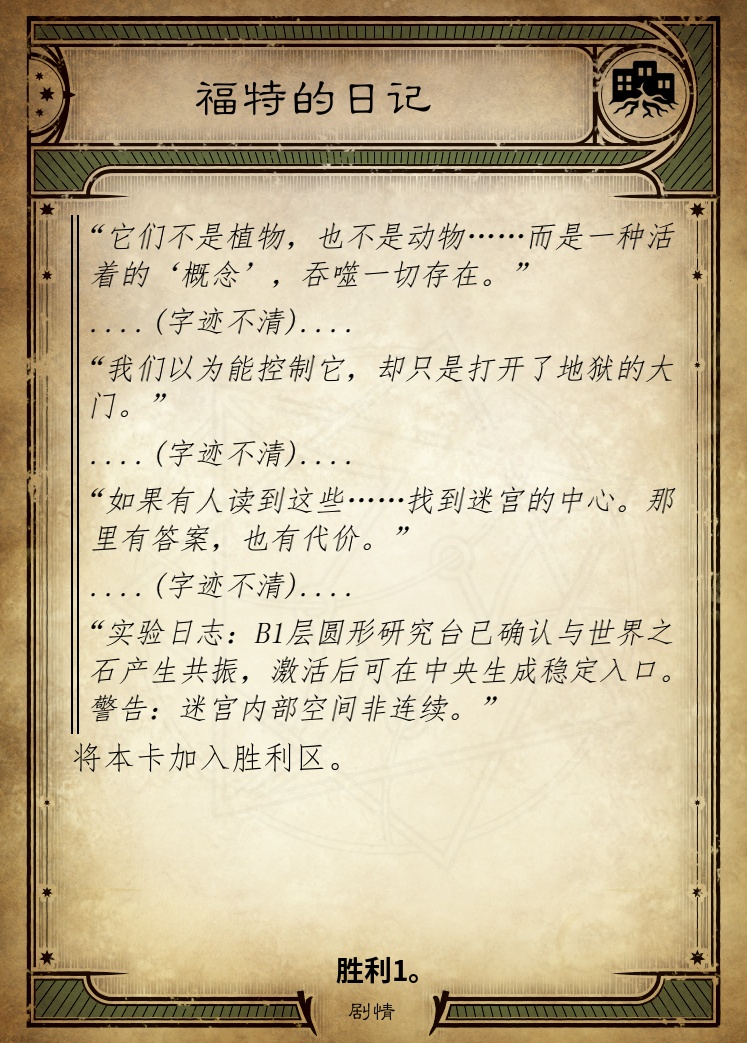 福特的日记
“它们不是植物，也不是动物……而是一种活
着的‘概念’，吞噬一切存在。”
....(字迹不清)....
“我们以为能控制它，却只是打开了地狱的大
门。”
....(字迹不清)....
“如果有人读到这些……找到迷宫的中心。那
里有答案，也有代价。”
....(字迹不清)....
“实验日志：B1层圆形研究台已确认与世界之
石产生共振，激活后可在中央生成稳定入口。
警告：迷宫内部空间非连续。”
将本卡加入胜利区。
胜利1。
剧情